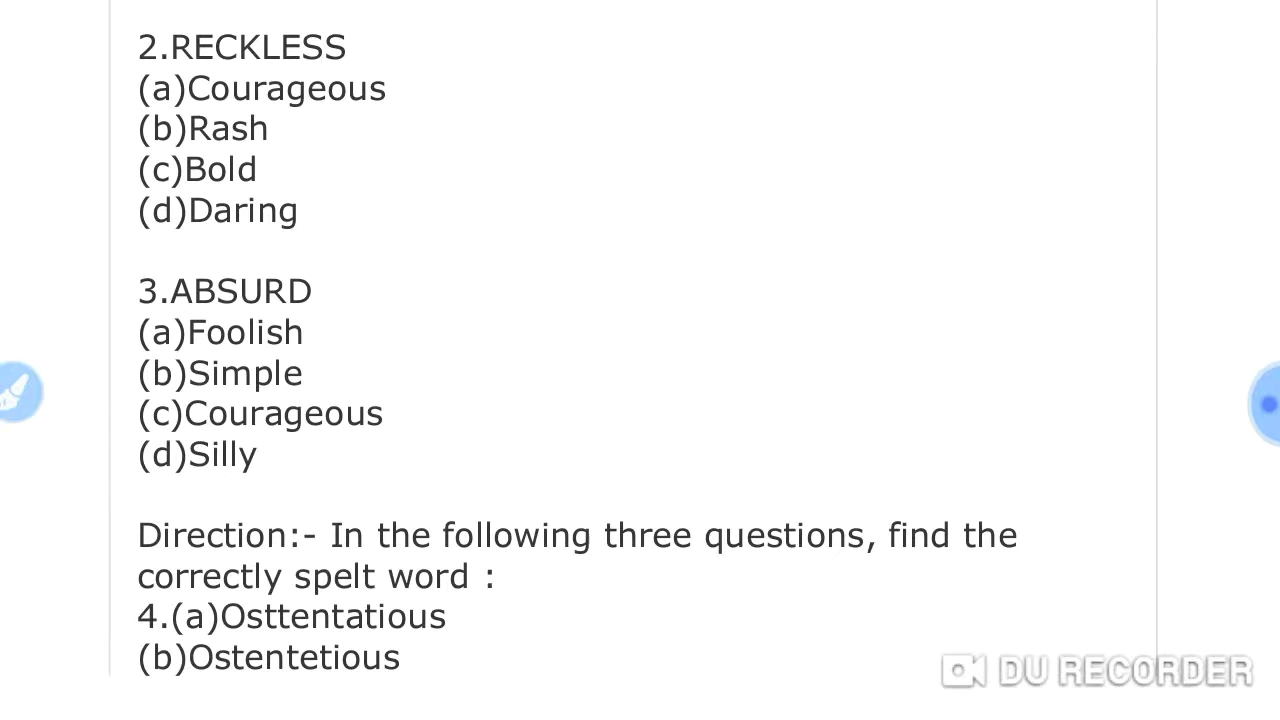 2.RECKLESS
(a)Courageous
(b)Rash
(c)Bold
(d)Daring
3.ABSURD
(a)Foolish
(b)Simple
(c)Courageous
(d)Silly
Direction:- In the following three questions, find the
correctly spelt word :
4.(a)Osttentatious
(b)Ostentetious
DU RECORDER